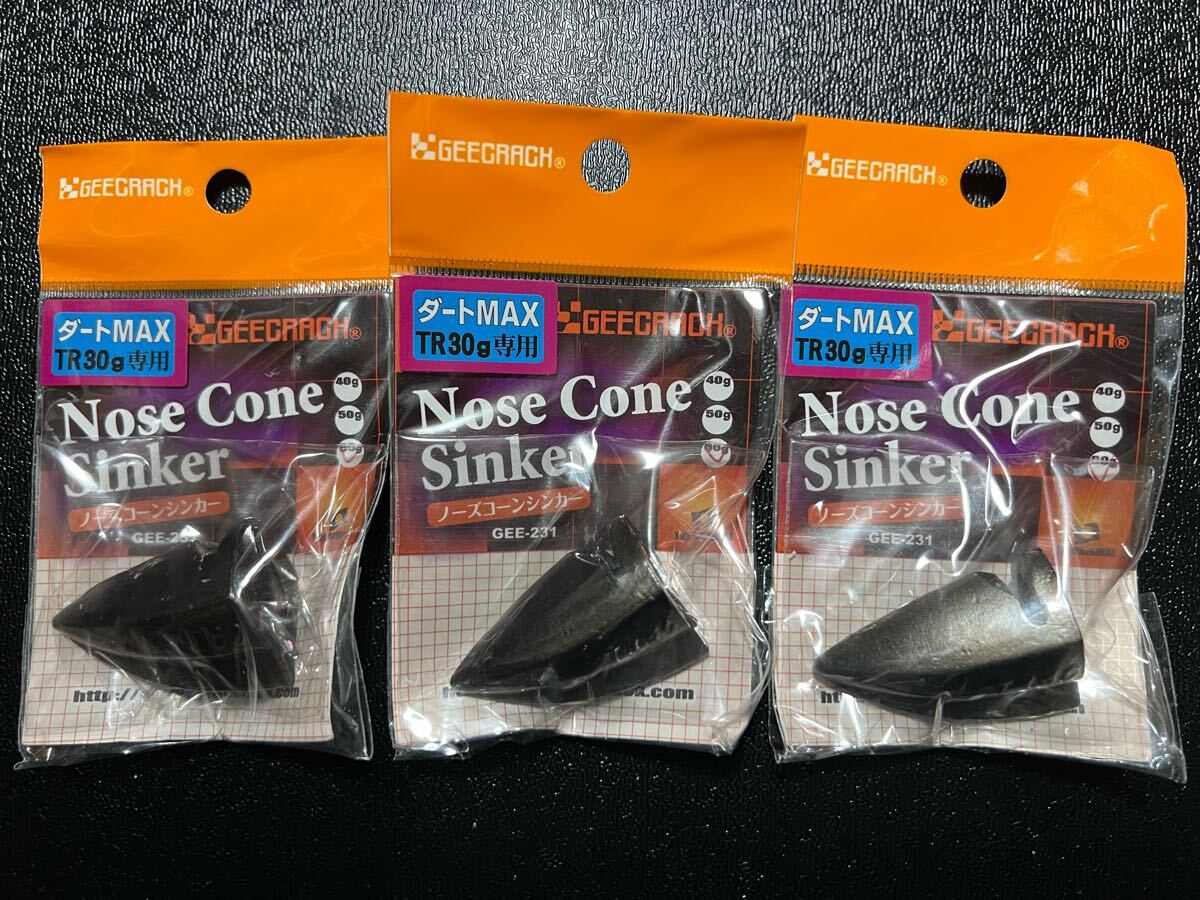 GEECRACK®
ダートMAX
TR30g専用
GEECRACK®
Nose Cone
Sinker
ノーズコーンシンカー
40g
50g
GEECRACK®
ダートMAX
TR30g専用
GEECRACK®
Nose Cone
Sinker
ノーズコーンシンカー
GEE-231
40g
50g
GEECRACK®
ダートMAX
TR30g専用
GEECRACK®
Nose Cone
Sinker
ノーズコーンシンカー
GEE-231
40g
50g